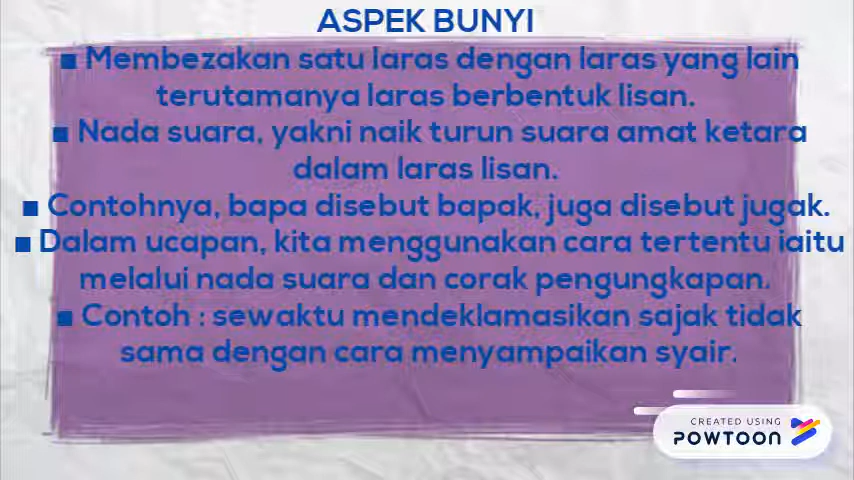 ASPEK BUNYI
■ Membezakan satu laras dengan laras yang lain
terutamanya laras berbentuk lisan.
■ Nada suara, yakni naik turun suara amat ketara
dalam laras lisan.
■ Contohnya, bapa disebut bapak, juga disebut jugak.
■ Dalam ucapan, kita menggunakan cara tertentu iaitu
melalui nada suara dan corak pengungkapan.
■ Contoh : sewaktu mendeklamasikan sajak tidak
sama dengan cara menyampaikan syair.
CREATED USING
POWTOON